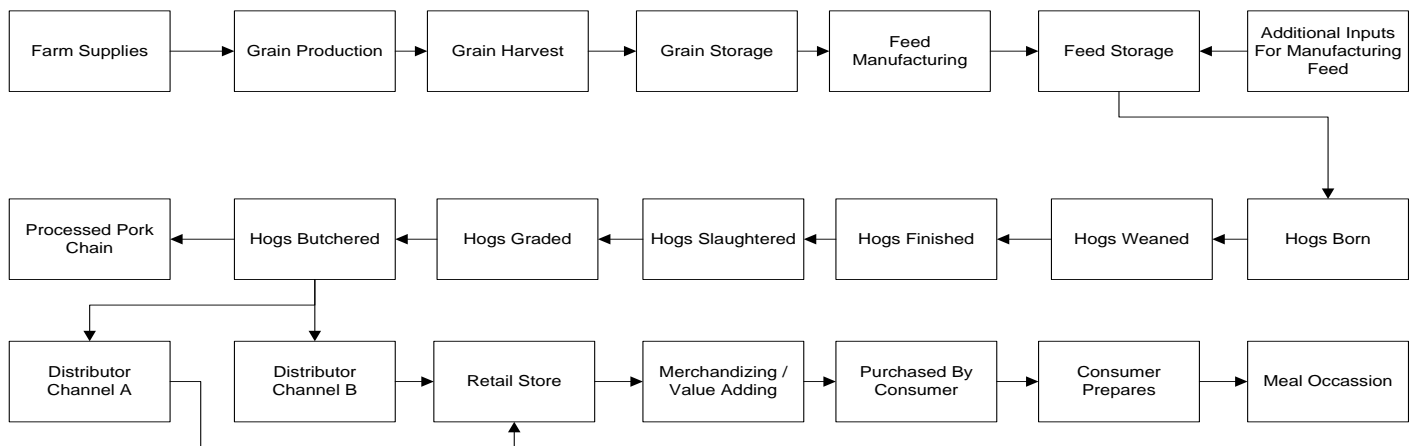 Farm Supplies
Grain Production
Grain Harvest
Grain Storage
Feed
Manufacturing
Feed Storage
Additional Inputs
For Manufacturing
Feed
Processed Pork
Chain
Hogs Butchered
Hogs Graded
Hogs Slaughtered
Hogs Finished
Hogs Weaned
Hogs Born
Distributor
Channel A
Distributor
Channel B
Retail Store
Merchandizing /
Value Adding
Purchased By
Consumer
Consumer
Prepares
Meal Occassion